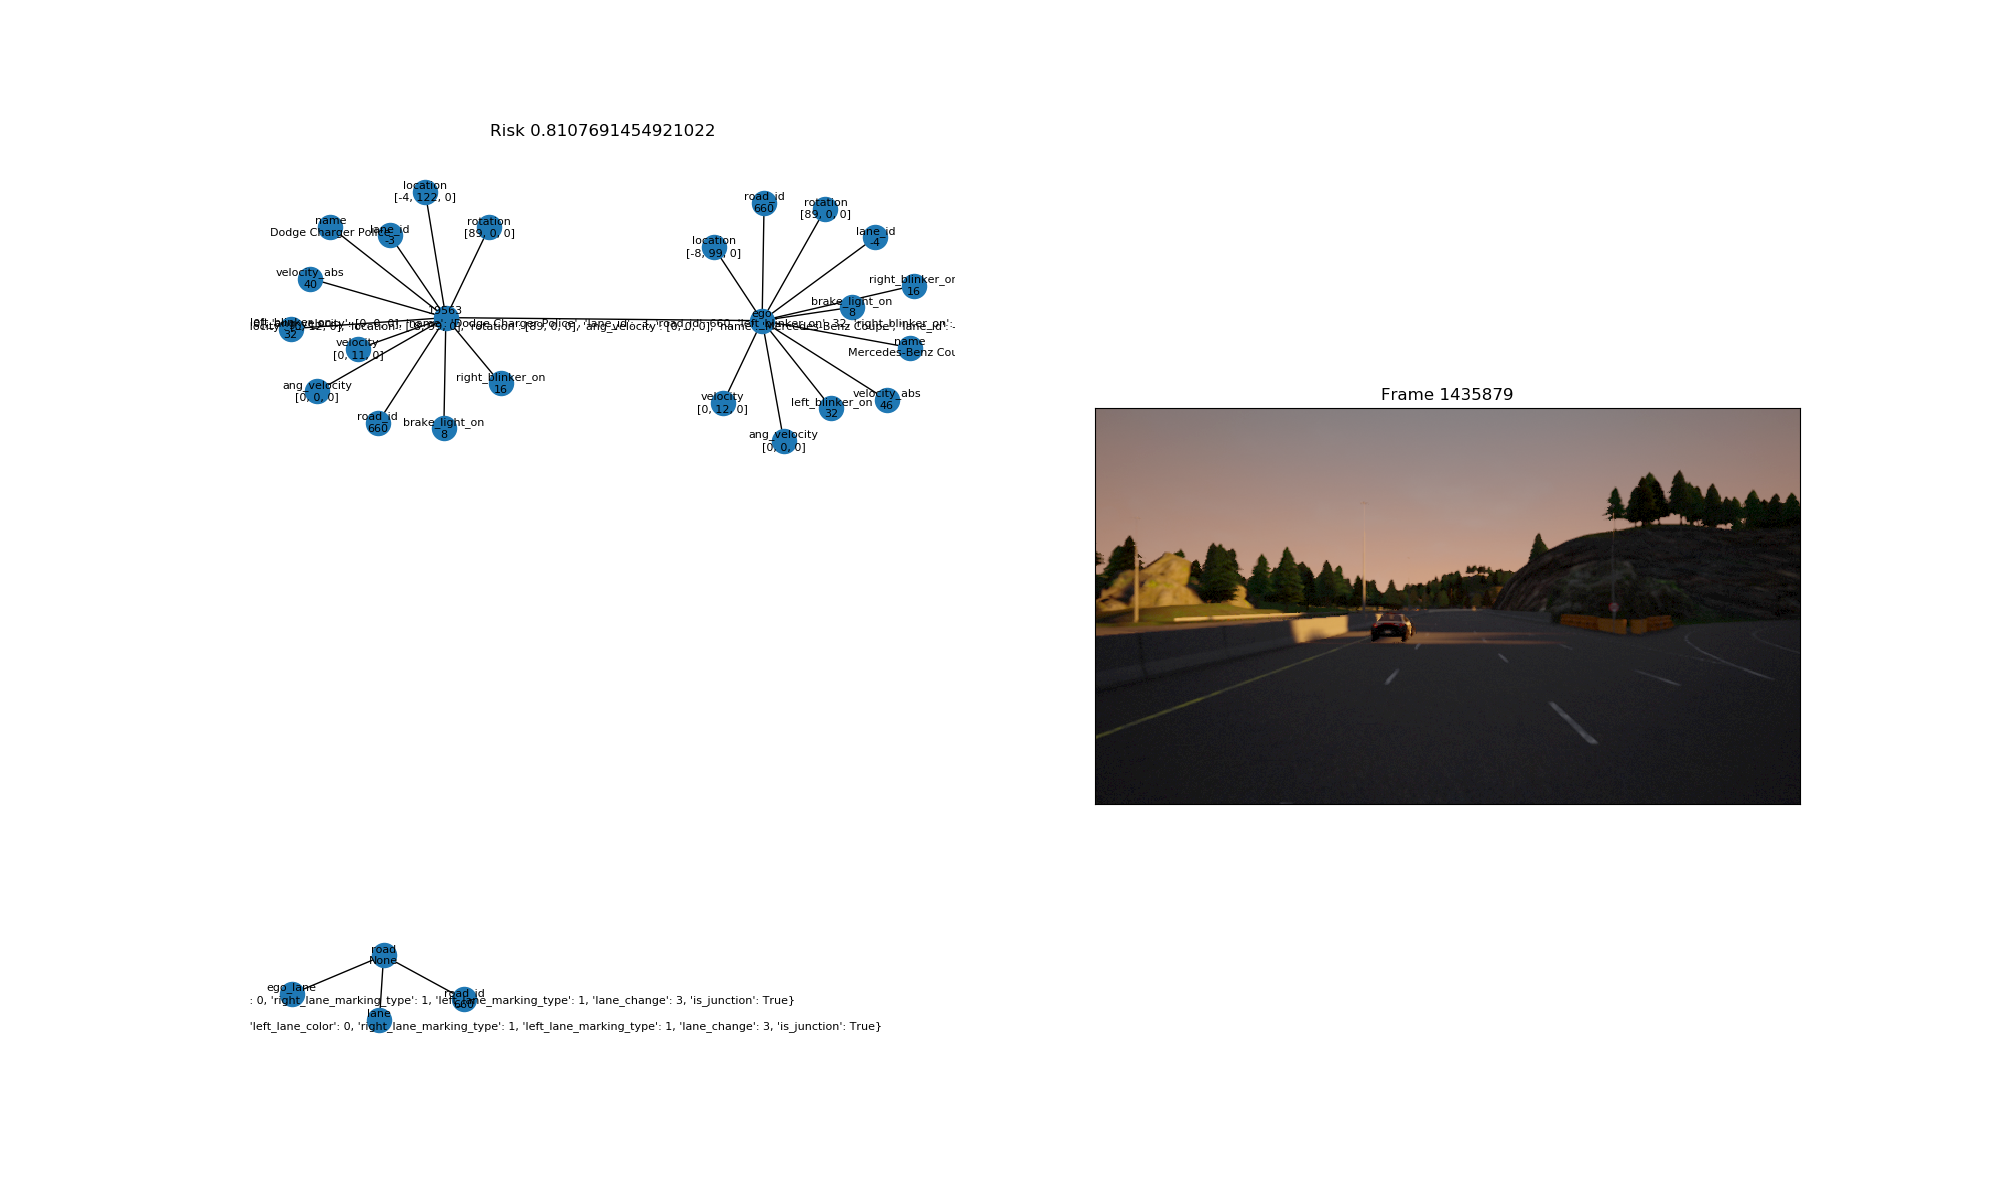 Risk 0.8107691454921022
location
[-4, 122, 0]
name
Dodge Charger Police
lane_id
-3
rotation
[89, 0, 0]
velocity_abs
40
19563
left_blinker_on
32
velocity
[0, 11, 0]
ang_velocity
[0, 0, 0]
road_id
660
brake_light_on
8
right_blinker_on
16
road_id
660
rotation
[89, 0, 0]
location
[-8, 99, 0]
lane_id
-4
right_blinker_on
16
brake_light_on
8
ego
name
Mercedes-Benz Cou
velocity_abs
46
left_blinker_on
32
velocity
[0, 12, 0]
ang_velocity
[0, 0, 0]
Frame 1435879
road
None
ego_lane
: 0, 'right_lane_marking_type': 1, 'left_lane_marking_type': 1, 'lane_change': 3, 'is_junction': True}
road_id
660
lane
'left_lane_color': 0, 'right_lane_marking_type': 1, 'left_lane_marking_type': 1, 'lane_change': 3, 'is_junction': True}